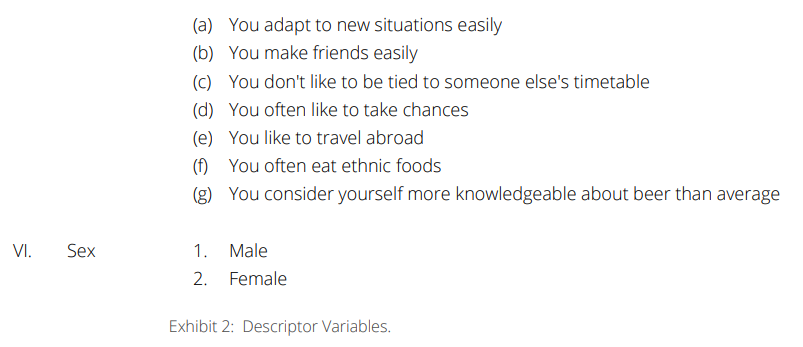 (a) You adapt to new situations easily
(b) You make friends easily
(c) You don't like to be tied to someone else's timetable
(d) You often like to take chances
(e) You like to travel abroad
(f) You often eat ethnic foods
(g) You consider yourself more knowledgeable about beer than average
VI. Sex 1. Male
2. Female
Exhibit 2: Descriptor Variables.